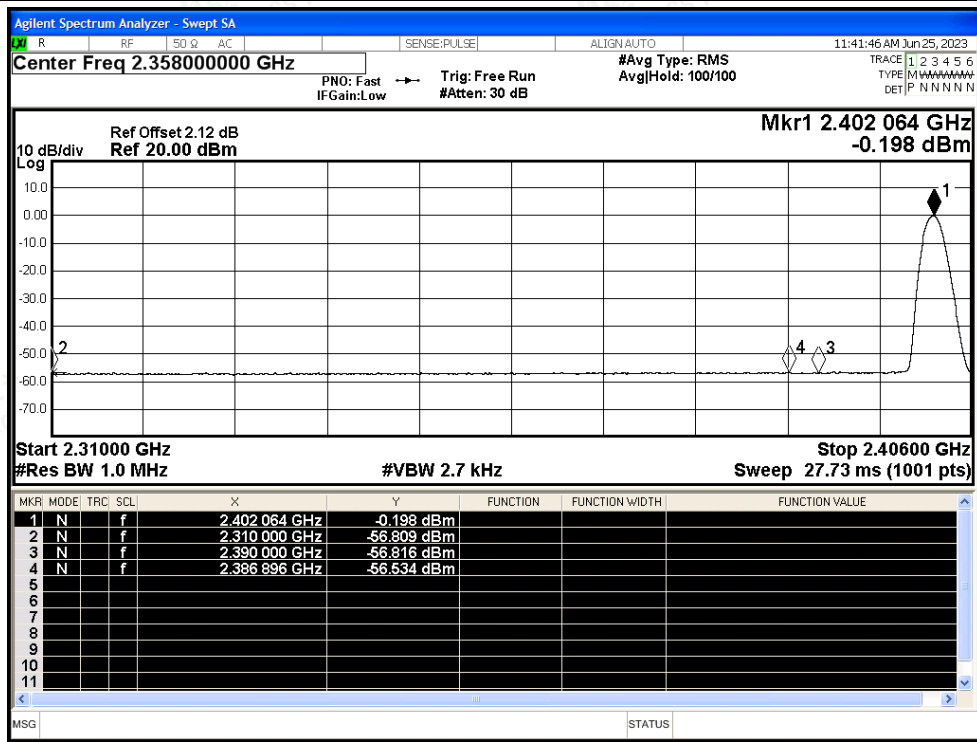 Agilent Spectrum Analyzer - Swept SA
LXI R RF 50 Ω AC SENSE:PULSE ALIGN AUTO 11:41:46 AM Jun 25, 2023
Center Freq 2.358000000 GHz #Avg Type: RMS TRACE 1 2 3 4 5 6
PNO: Fast Trig: Free Run Avg|Hold: 100/100 TYPE M
IFGain:Low #Atten: 30 dB DET P N N N N N
Mkr1 2.402 064 GHz
-0.198 dBm
Ref Offset 2.12 dB
10 dB/div Ref 20.00 dBm
Log
10.0
0.00
-10.0
-20.0
-30.0
-40.0
-50.0
-60.0
-70.0
1
2
4
3
Start 2.31000 GHz Stop 2.40600 GHz
#Res BW 1.0 MHz #VBW 2.7 kHz Sweep 27.73 ms (1001 pts)
MKR MODE TRC SCL X Y FUNCTION FUNCTION WIDTH FUNCTION VALUE
1 N f 2.402 064 GHz -0.198 dBm
2 N f 2.310 000 GHz -56.809 dBm
3 N f 2.390 000 GHz -56.816 dBm
4 N f 2.386 896 GHz -56.534 dBm
5
6
7
8
9
10
11
MSG STATUS